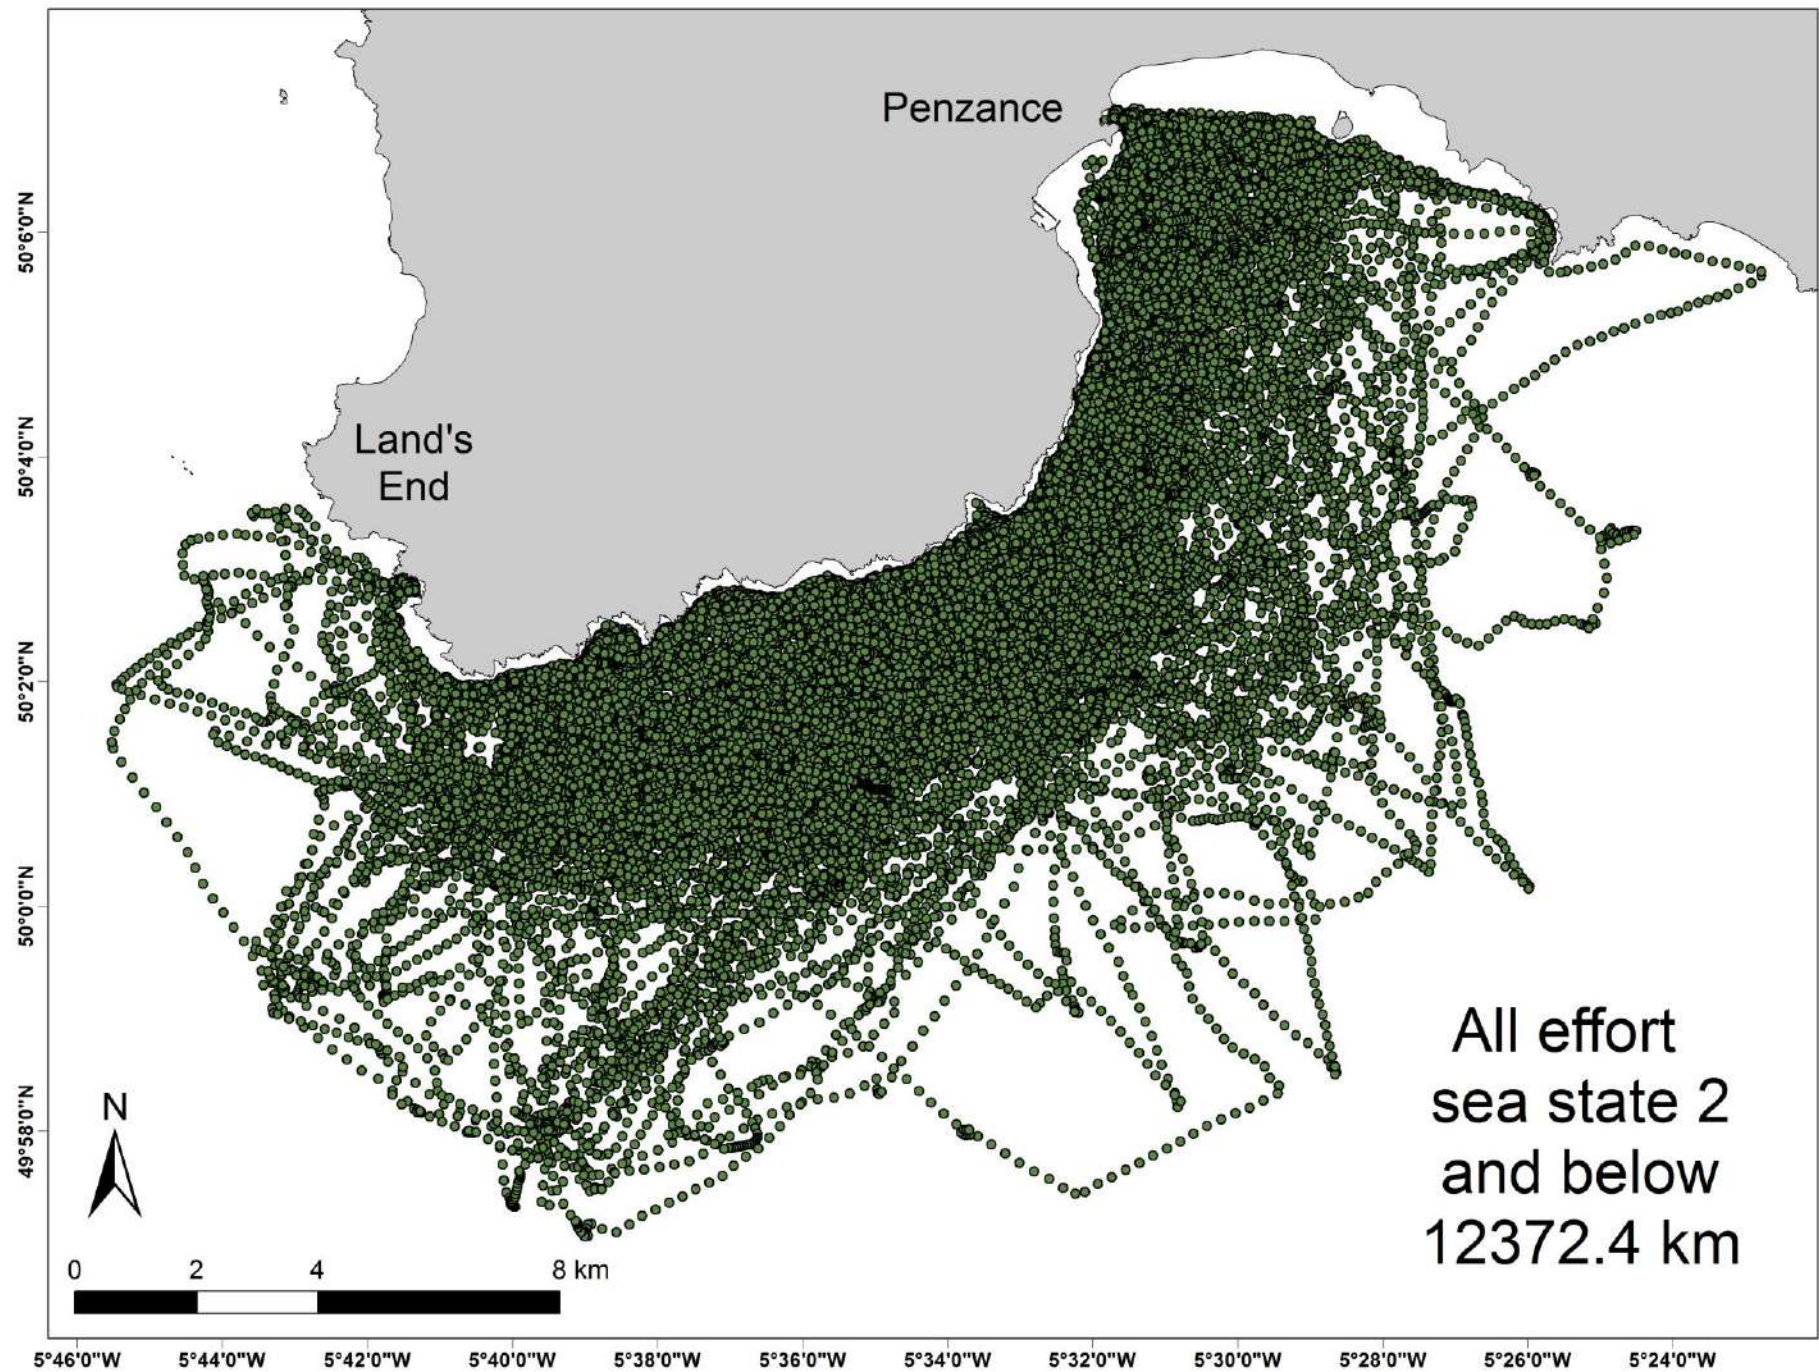 Penzance
Land's
End
50°6'0"N
50°4'0"N
50°2'0"N
50°0'0"N
49°58'0"N
N
0 2 4 8 km
All effort
sea state 2
and below
12372.4 km
5°46'0"W 5°44'0"W 5°42'0"W 5°40'0"W 5°38'0"W 5°36'0"W 5°34'0"W 5°32'0"W 5°30'0"W 5°28'0"W 5°26'0"W 5°24'0"W